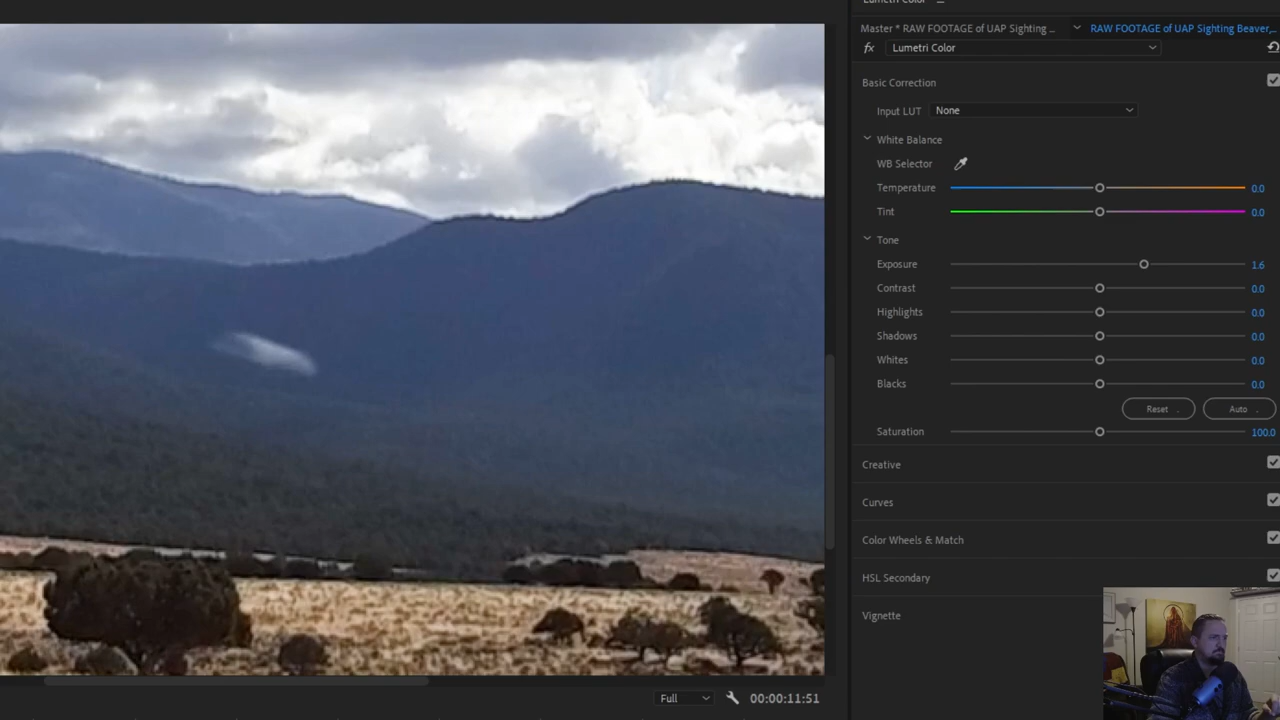 Lumetri Color
Master * RAW FOOTAGE of UAP Sighting ...
RAW FOOTAGE of UAP Sighting Beaver,...
fx Lumetri Color
Basic Correction
Input LUT None
White Balance
WB Selector
Temperature 0.0
Tint 0.0
Tone
Exposure 1.6
Contrast 0.0
Highlights 0.0
Shadows 0.0
Whites 0.0
Blacks 0.0
Reset Auto
Saturation 100.0
Creative
Curves
Color Wheels & Match
HSL Secondary
Vignette
Full 00:00:11:51